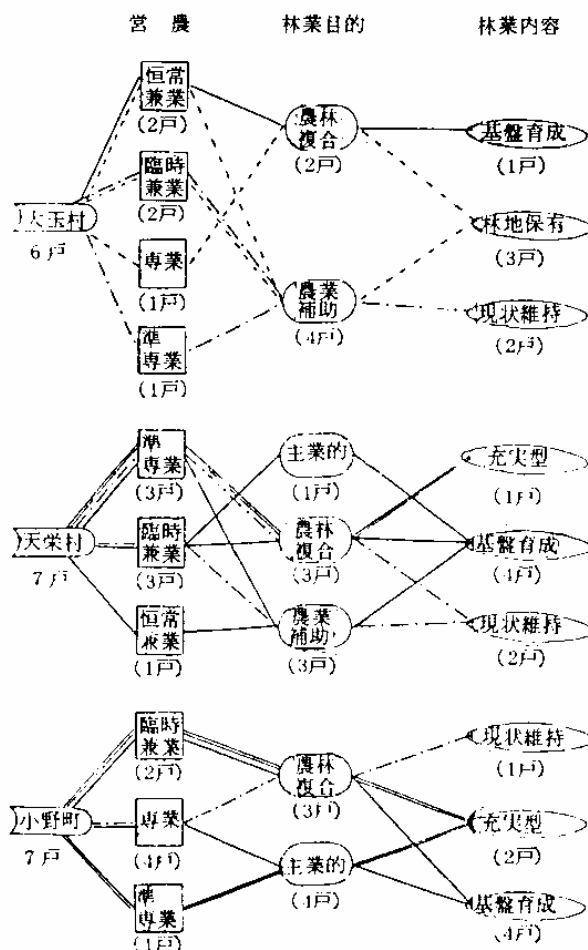 営農 林業目的 林業内容
恒常
兼業
(2戸)
農林
複合
(2戸)
基盤育成
(1戸)
臨時
兼業
(2戸)
大玉村
6戸
林地保有
(3戸)
専業
(1戸)
農業
補助
(4戸)
現状維持
(2戸)
準
専業
(1戸)
準
専業
(3戸)
主業的
(1戸)
充実型
(1戸)
天栄村
7戸
臨時
兼業
(3戸)
農林
複合
(3戸)
基盤育成
(4戸)
恒常
兼業
(1戸)
農業
補助
(3戸)
現状維持
(2戸)
臨時
兼業
(2戸)
農林
複合
(3戸)
現状維持
(1戸)
小野町
7戸
専業
(4戸)
主業的
(4戸)
充実型
(2戸)
準
専業
(1戸)
基盤育成
(4戸)